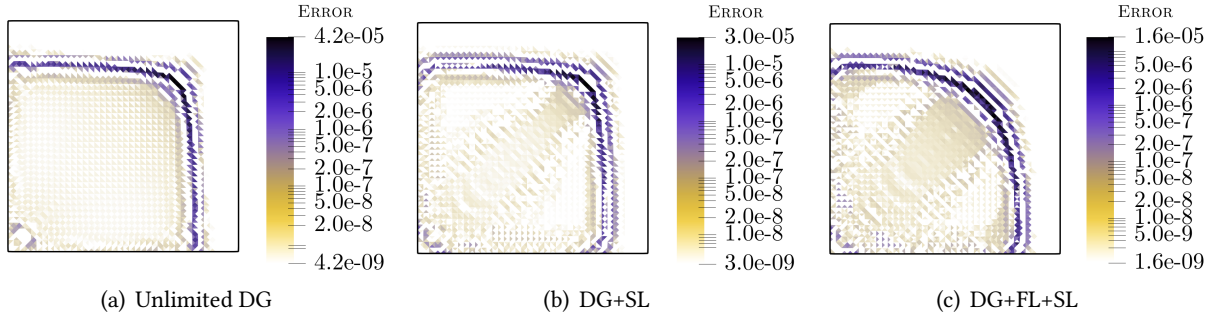 ERROR
4.2e-05
1.0e-5
5.0e-6
2.0e-6
1.0e-6
5.0e-7
2.0e-7
1.0e-7
5.0e-8
2.0e-8
4.2e-09
(a) Unlimited DG
ERROR
3.0e-05
1.0e-5
5.0e-6
2.0e-6
1.0e-6
5.0e-7
2.0e-7
1.0e-7
5.0e-8
2.0e-8
1.0e-8
3.0e-09
(b) DG+SL
ERROR
1.6e-05
5.0e-6
2.0e-6
1.0e-6
5.0e-7
2.0e-7
1.0e-7
5.0e-8
2.0e-8
1.0e-8
5.0e-9
1.6e-09
(c) DG+FL+SL